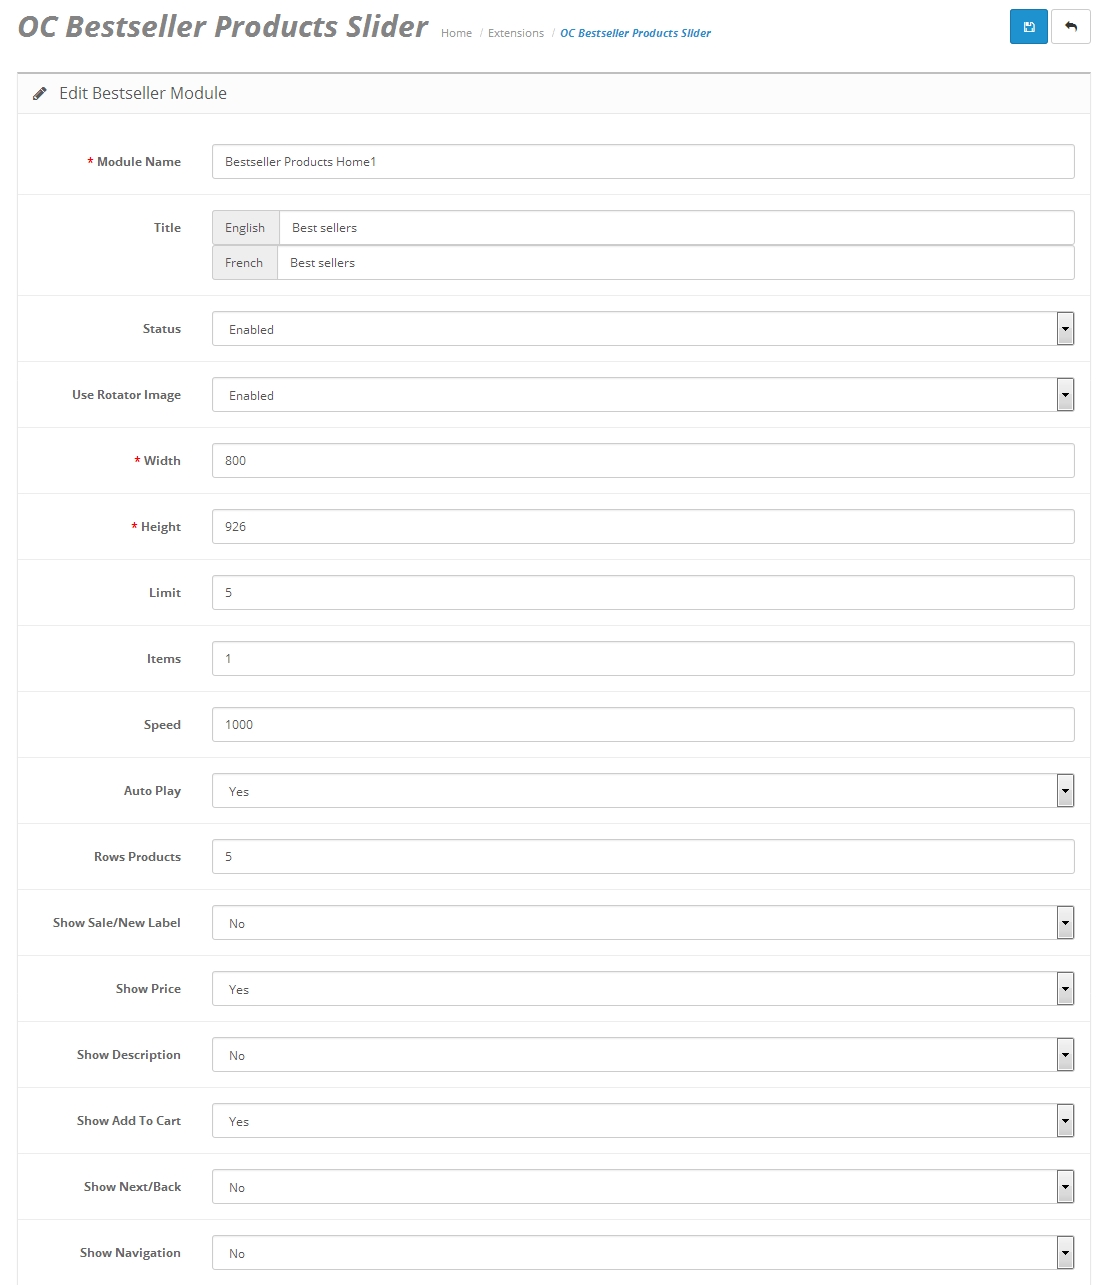 OC Bestseller Products Slider Home / Extensions / OC Bestseller Products Slider
Edit Bestseller Module
* Module Name Bestseller Products Home1
Title English Best sellers
French Best sellers
Status Enabled
Use Rotator Image Enabled
* Width 800
* Height 926
Limit 5
Items 1
Speed 1000
Auto Play Yes
Rows Products 5
Show Sale/New Label No
Show Price Yes
Show Description No
Show Add To Cart Yes
Show Next/Back No
Show Navigation No